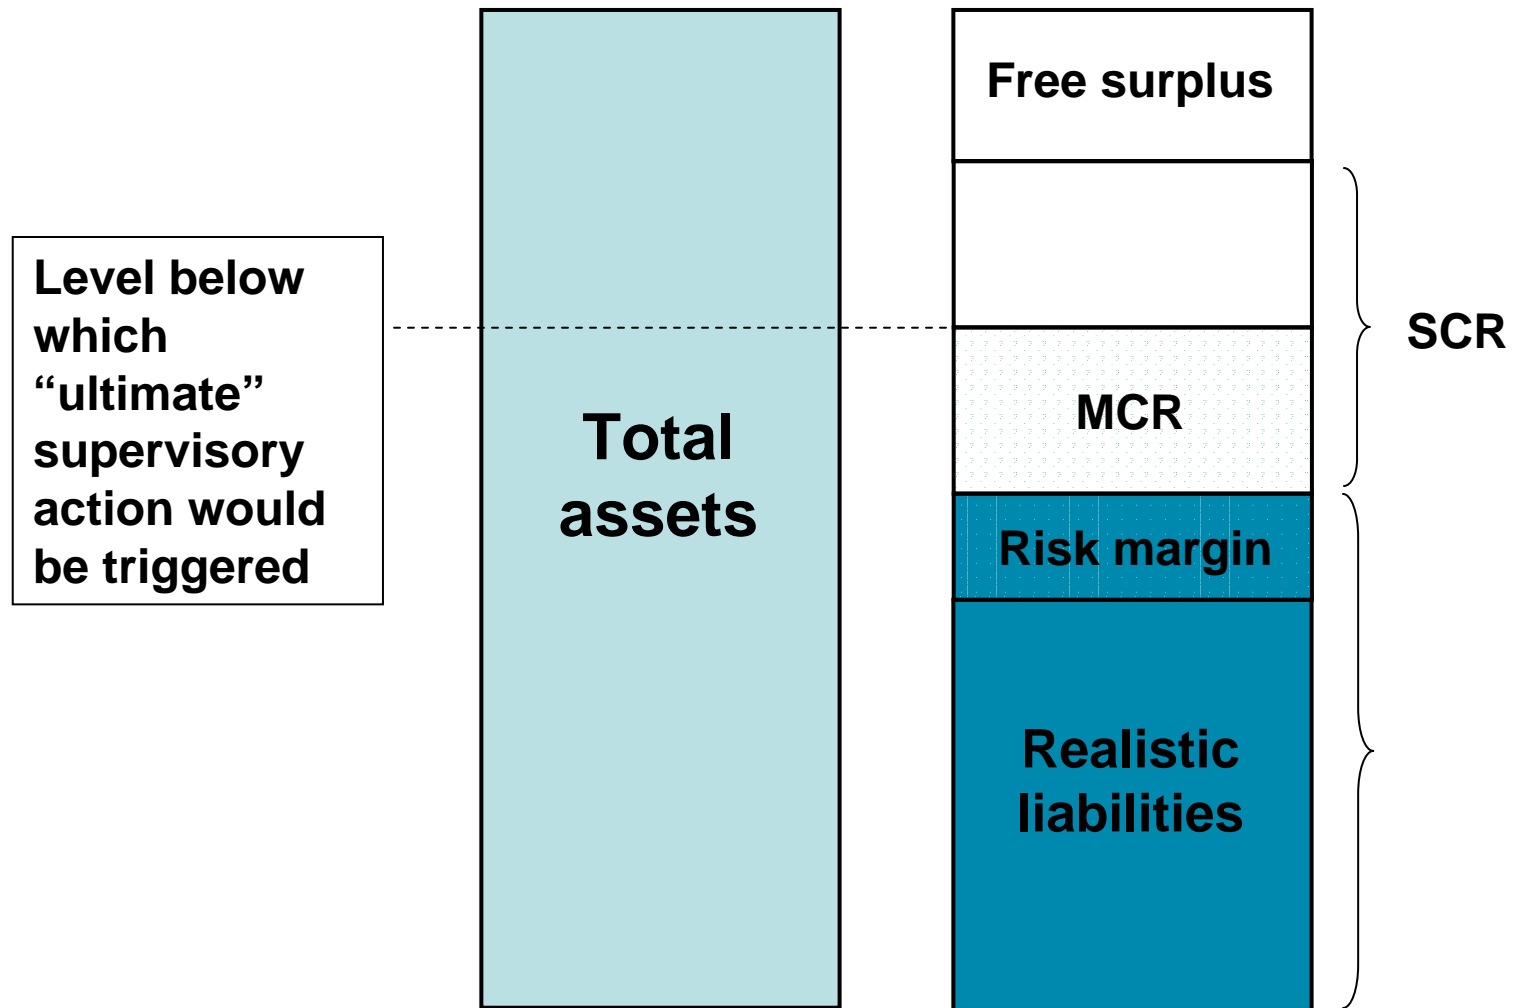 Level below
which
“ultimate”
supervisory
action would
be triggered
Total
assets
Free surplus
MCR
Risk margin
Realistic
liabilities
SCR